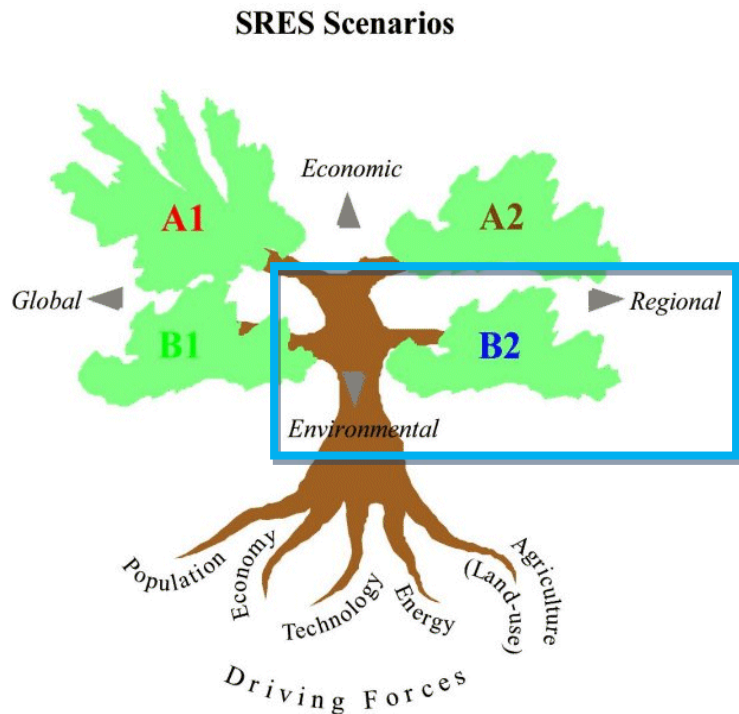 SRES Scenarios
Economic
A1
A2
Global
Regional
B1
B2
Environmental
Population
Economy
Technology
Energy
Agriculture
(Land-use)
Driving Forces